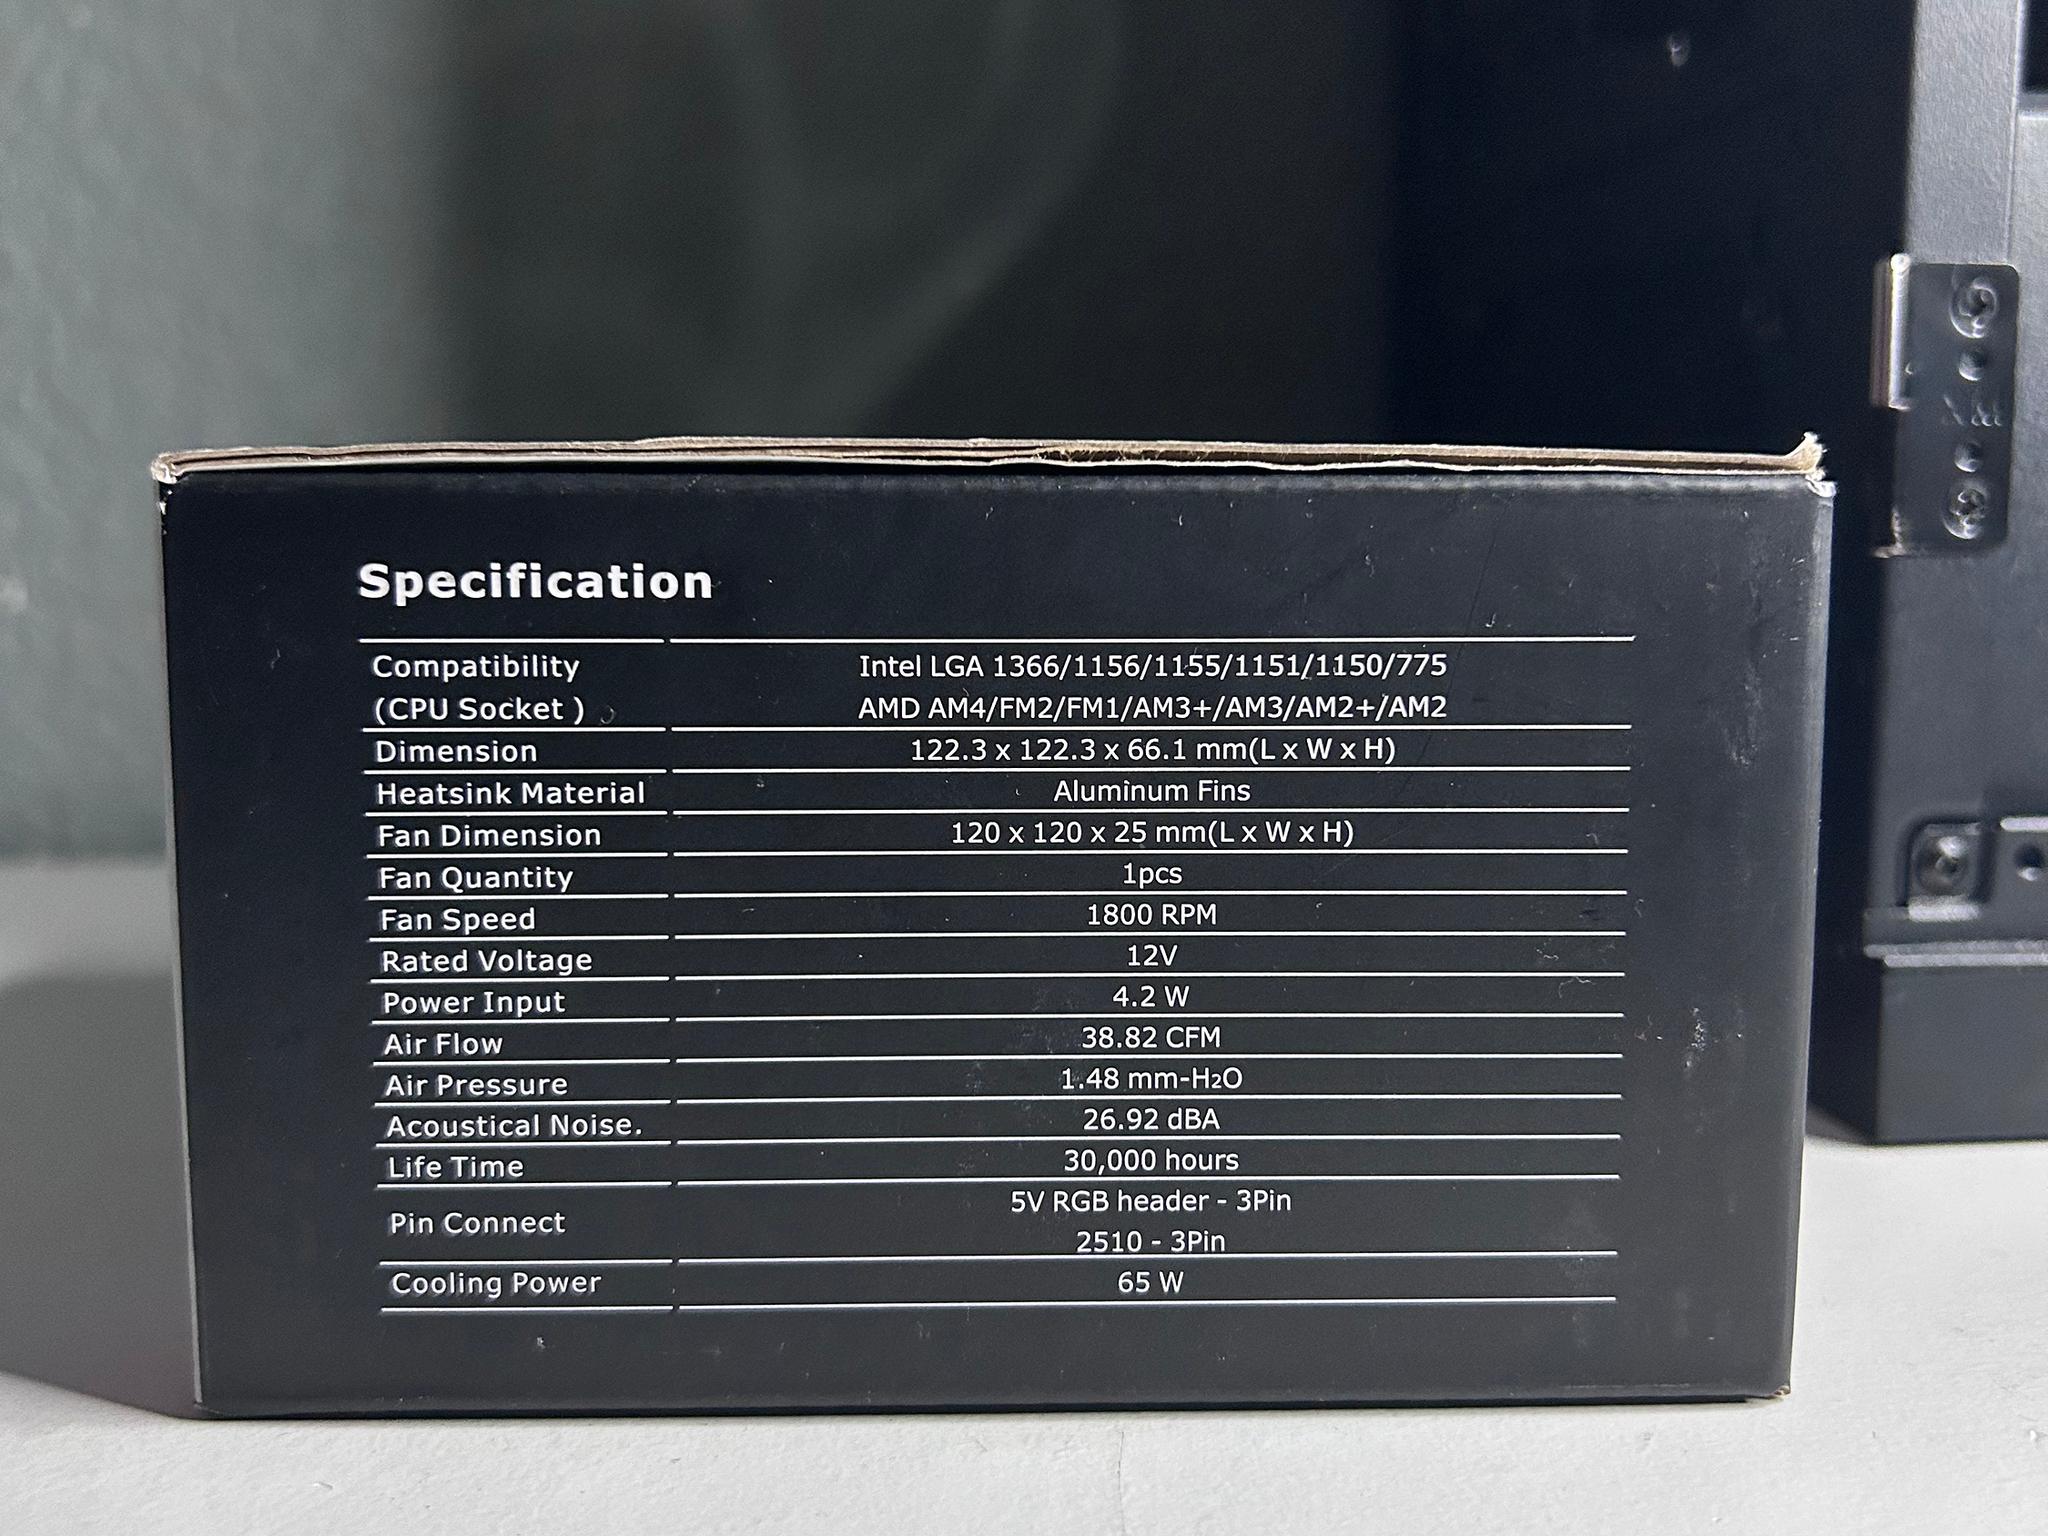 Specification
Compatibility Intel LGA 1366/1156/1155/1151/1150/775
(CPU Socket ) AMD AM4/FM2/FM1/AM3+/AM3/AM2+/AM2
Dimension 122.3 x 122.3 x 66.1 mm(L x W x H)
Heatsink Material Aluminum Fins
Fan Dimension 120 x 120 x 25 mm(L x W x H)
Fan Quantity 1pcs
Fan Speed 1800 RPM
Rated Voltage 12V
Power Input 4.2 W
Air Flow 38.82 CFM
Air Pressure 1.48 mm-H₂O
Acoustical Noise. 26.92 dBA
Life Time 30,000 hours
Pin Connect 5V RGB header - 3Pin
2510 - 3Pin
Cooling Power 65 W